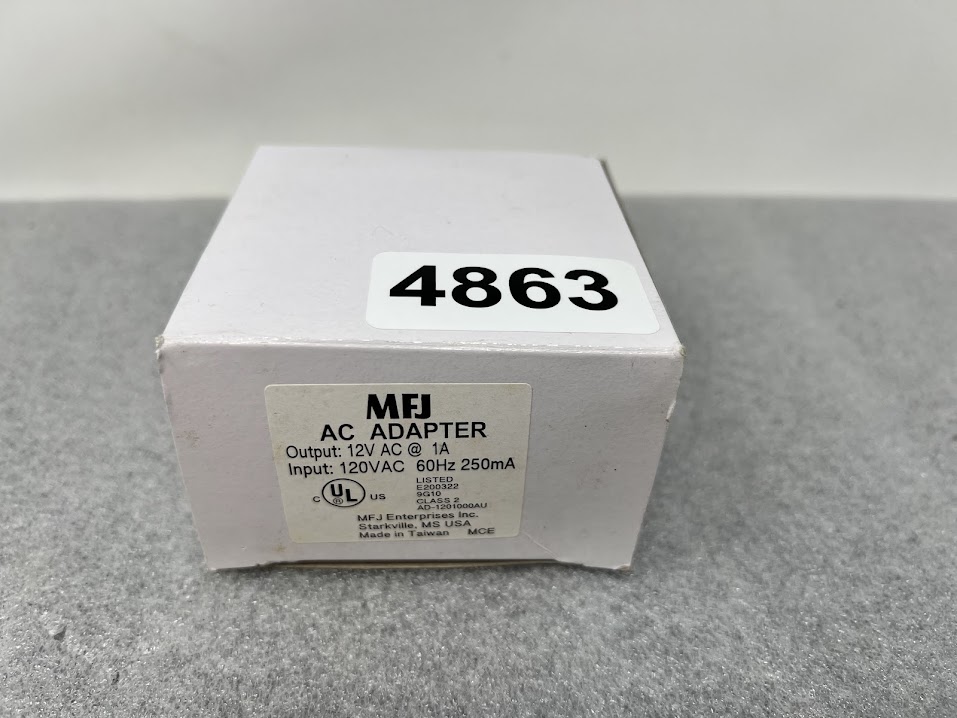 4863
MFJ
AC ADAPTER
Output: 12V AC @ 1A
Input: 120VAC 60Hz 250mA
C UL ® US
LISTED
E200322
9G10
CLASS 2
AD-1201000AU
MFJ Enterprises Inc.
Starkville, MS USA
Made in Taiwan MCE